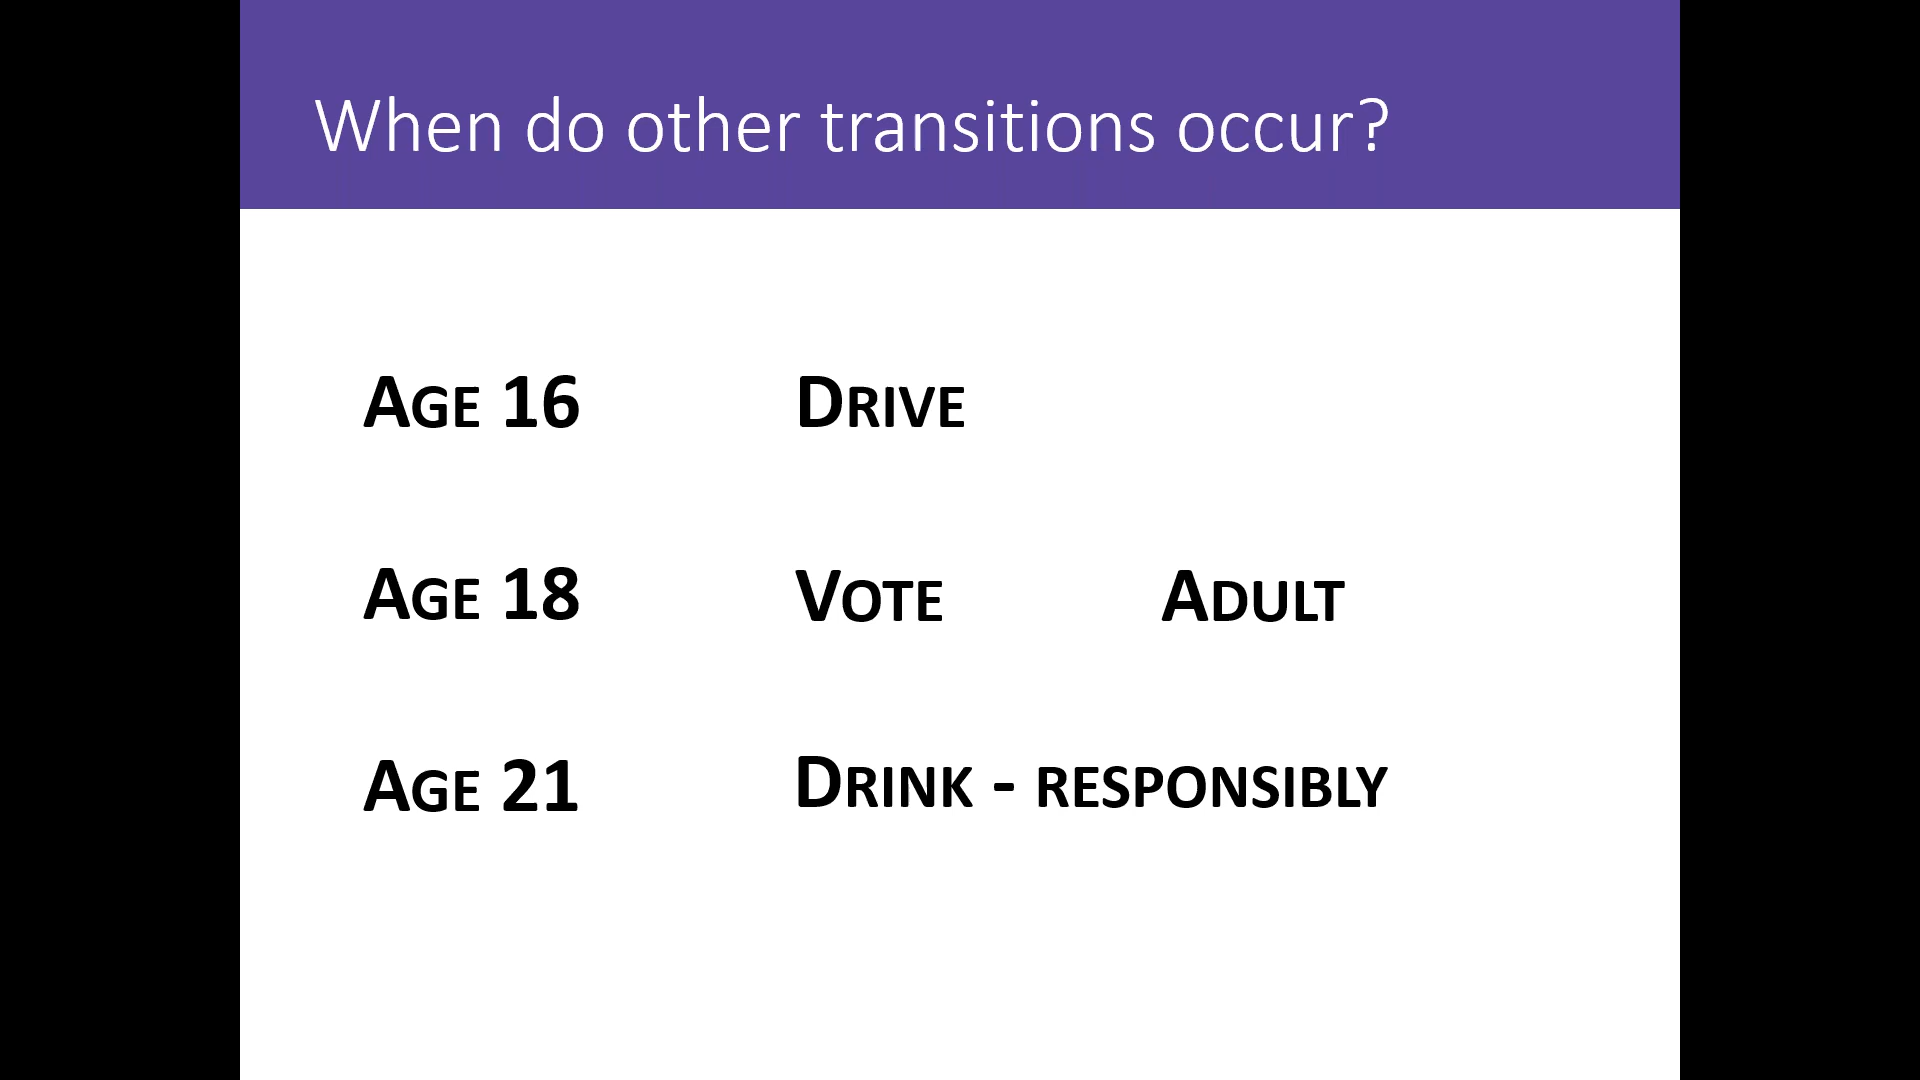 When do other transitions occur?
Age 16 Drive
Age 18 Vote Adult
Age 21 Drink - responsibly